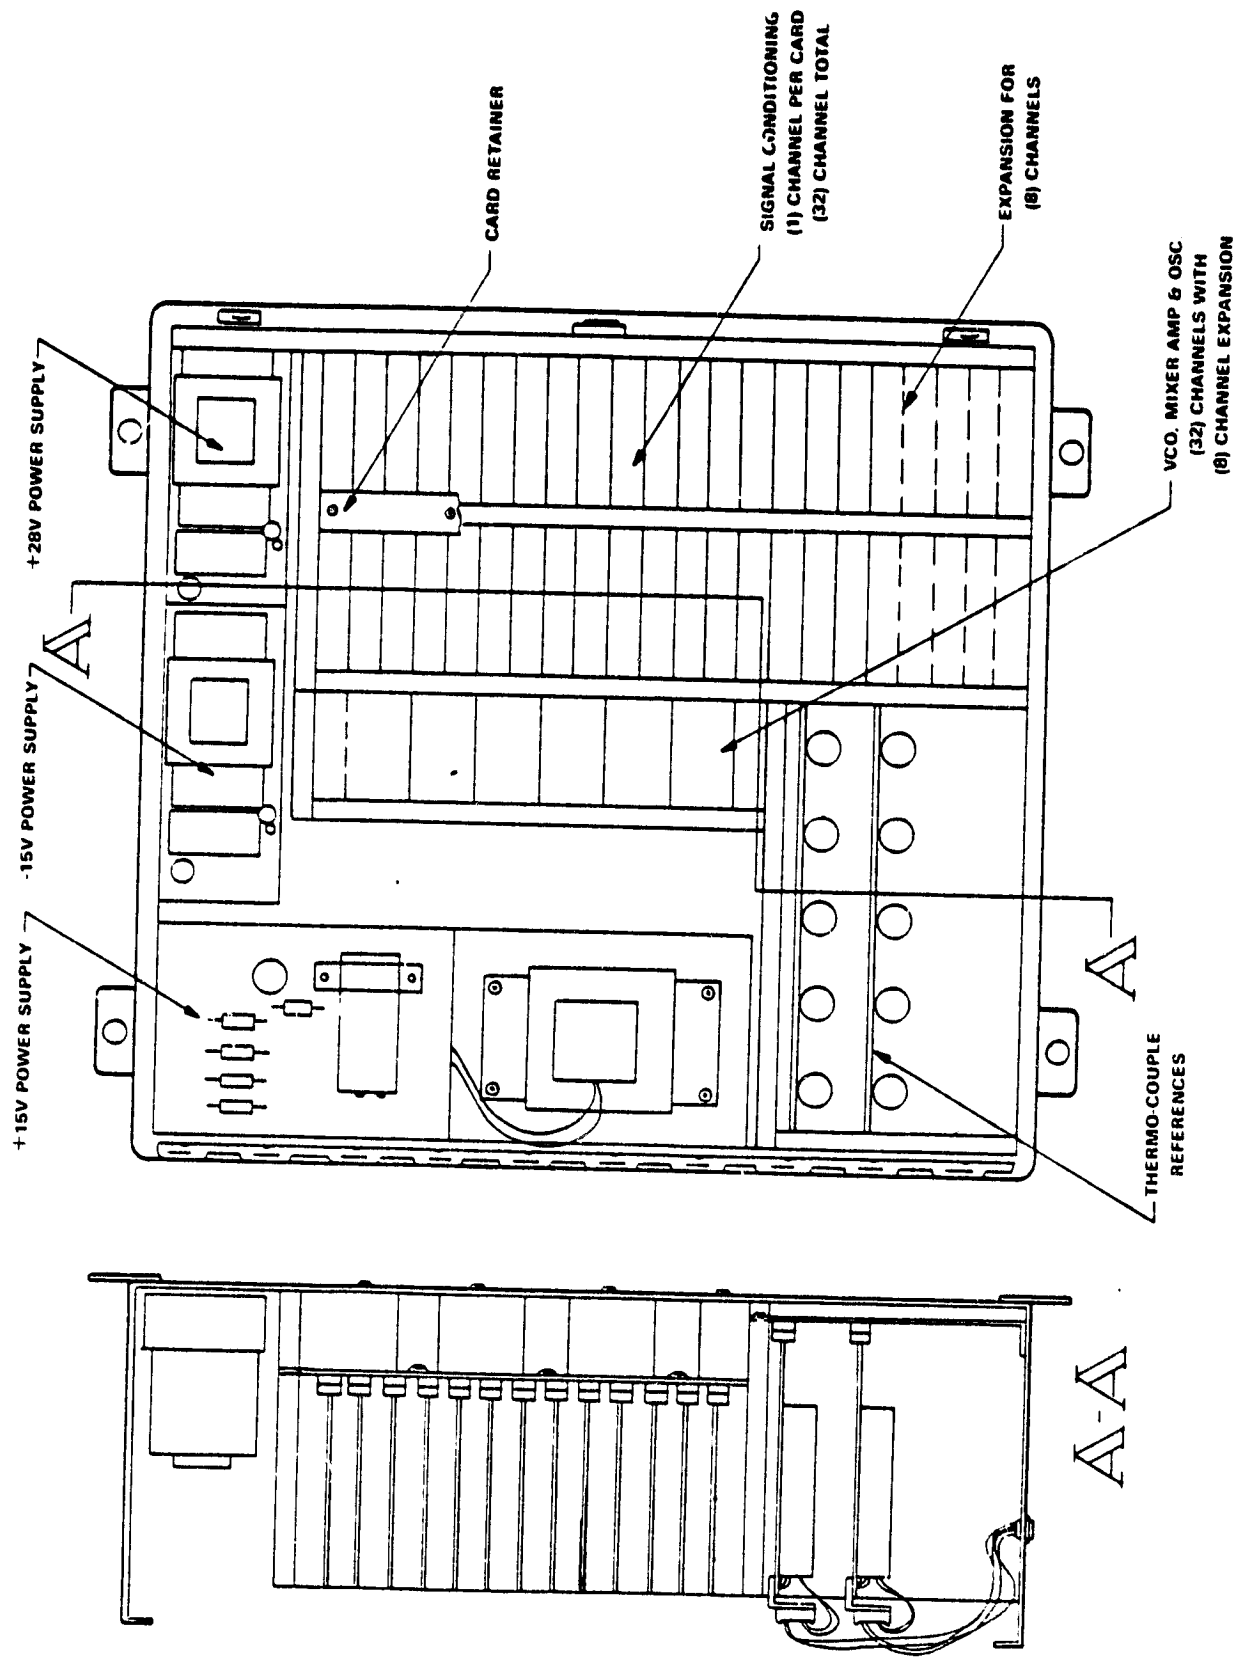 +15V POWER SUPPLY
-15V POWER SUPPLY
+28V POWER SUPPLY
A
CARD RETAINER
SIGNAL CONDITIONING
(1) CHANNEL PER CARD
(32) CHANNEL TOTAL
EXPANSION FOR
(8) CHANNELS
VCO, MIXER AMP & OSC
(32) CHANNELS WITH
(8) CHANNEL EXPANSION
A
THERMO-COUPLE
REFERENCES
A-A